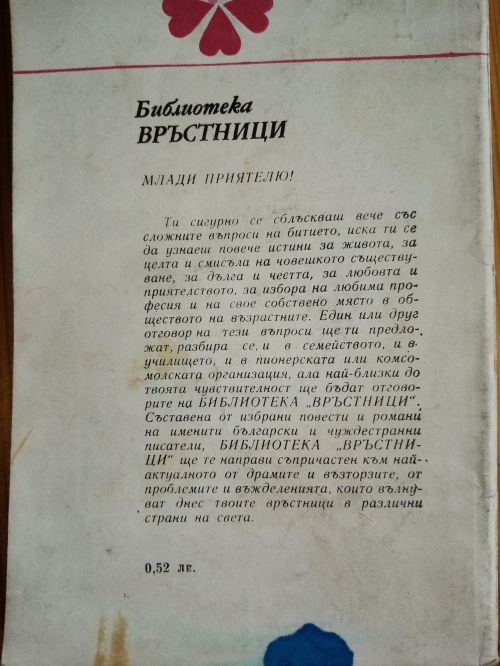 Библиотека
ВРЪСТНИЦИ
МЛАДИ ПРИЯТЕЛЮ!
Ти сигурно се сблъскваш вече със
сложните въпроси на битието, иска ти се
да узнаеш повече истини за живота, за
целта и смисъла на човешкото съществу-
ване, за дълга и честта, за любовта и
приятелството, за избора на любима про-
фесия и на свое собствено място в об-
ществото на възрастните. Един или друг
отговор на тези въпроси ще ти предло-
жат, разбира се, и в семейството, и в
училището, и в пионерската или комсо-
молската организация, ала най-близки до
твоята чувствителност ще бъдат отгово-
рите на БИБЛИОТЕКА „ВРЪСТНИЦИ“.
Съставена от избрани повести и романи
на именити български и чуждестранни
писатели, БИБЛИОТЕКА „ВРЪСТНИ-
ЦИ“ ще те направи съпричастен към най-
актуалното от драмите и възторзите, от
проблемите и въжделенията, които вълну-
ват днес твоите връстници в различни
страни на света.
0,52 лв.